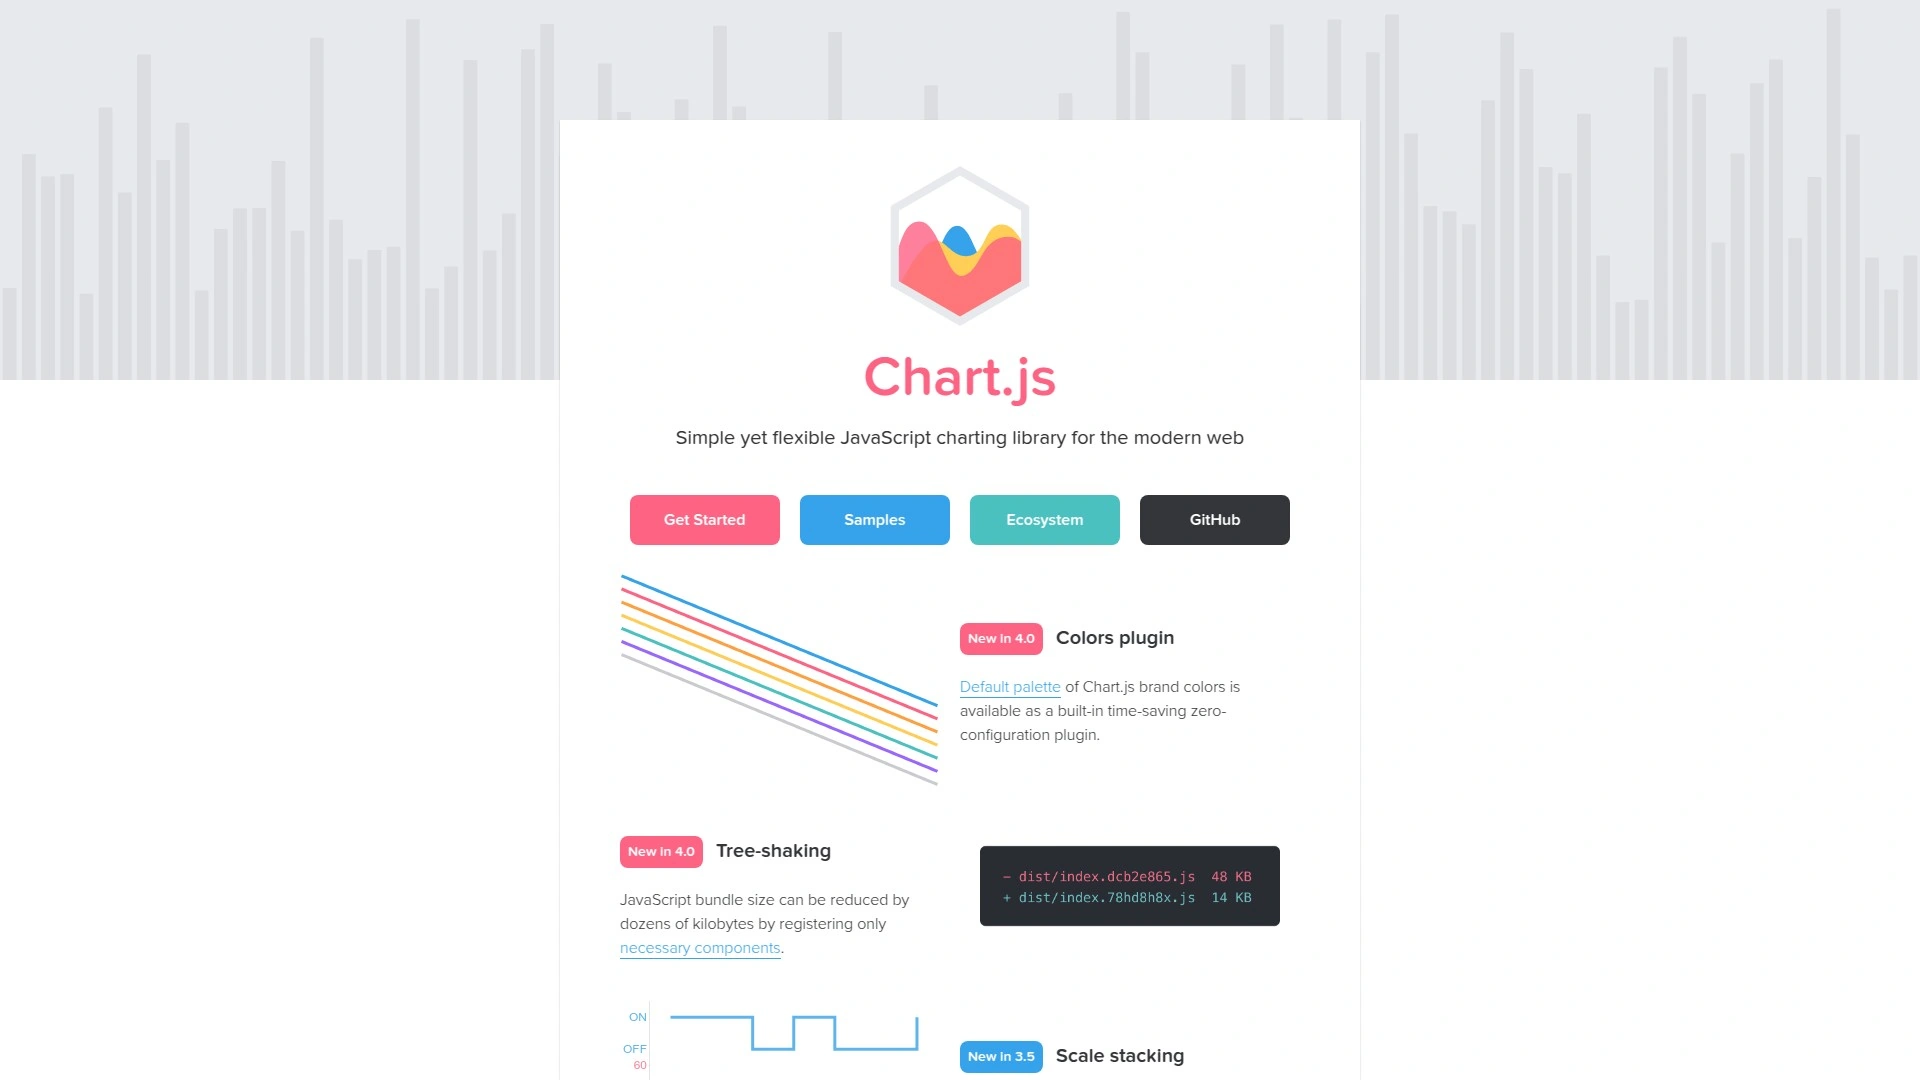 Chart.js
Simple yet flexible JavaScript charting library for the modern web
Get Started
Samples
Ecosystem
GitHub
New in 4.0
Colors plugin
Default palette of Chart.js brand colors is
available as a built-in time-saving zero-
configuration plugin.
New in 4.0
Tree-shaking
JavaScript bundle size can be reduced by
dozens of kilobytes by registering only
necessary components.
− dist/index.dcb2e865.js 48 KB
+ dist/index.78hd8h8x.js 14 KB
ON
OFF
60
New in 3.5
Scale stacking